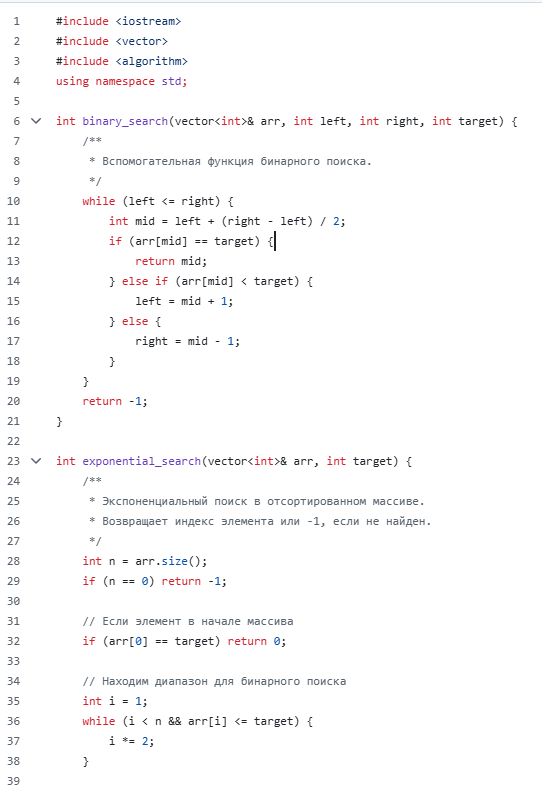 1 #include <iostream>
2 #include <vector>
3 #include <algorithm>
4 using namespace std;
5
6 int binary_search(vector<int>& arr, int left, int right, int target) {
7     /**
8      * Вспомогательная функция бинарного поиска.
9      */
10     while (left <= right) {
11         int mid = left + (right - left) / 2;
12         if (arr[mid] == target) {
13             return mid;
14         } else if (arr[mid] < target) {
15             left = mid + 1;
16         } else {
17             right = mid - 1;
18         }
19     }
20     return -1;
21 }
22
23 int exponential_search(vector<int>& arr, int target) {
24     /**
25      * Экспоненциальный поиск в отсортированном массиве.
26      * Возвращает индекс элемента или -1, если не найден.
27      */
28     int n = arr.size();
29     if (n == 0) return -1;
30
31     // Если элемент в начале массива
32     if (arr[0] == target) return 0;
33
34     // Находим диапазон для бинарного поиска
35     int i = 1;
36     while (i < n && arr[i] <= target) {
37         i *= 2;
38     }
39